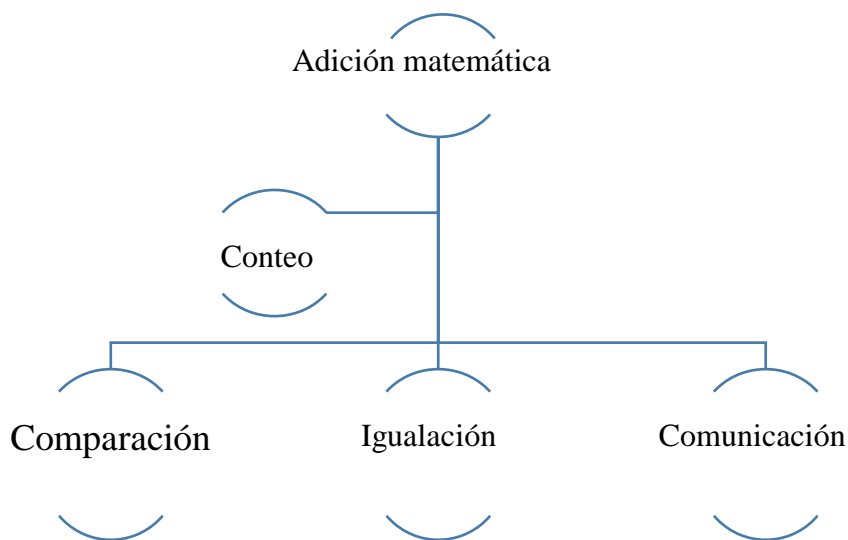 Adición matemática
Conteo
Comparación
Igualación
Comunicación